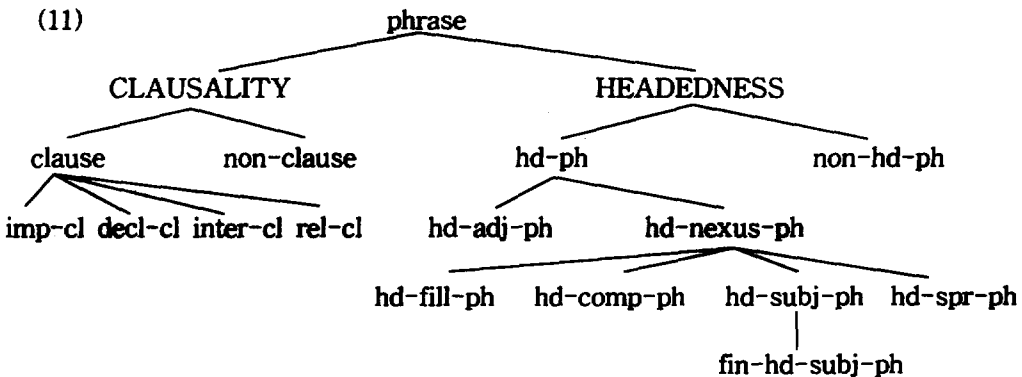 (11) phrase
CLAUSALITY HEADEDNESS
clause non-clause hd-ph non-hd-ph
imp-cl decl-cl inter-cl rel-cl hd-adj-ph hd-nexus-ph
hd-fill-ph hd-comp-ph hd-subj-ph hd-spr-ph
fin-hd-subj-ph